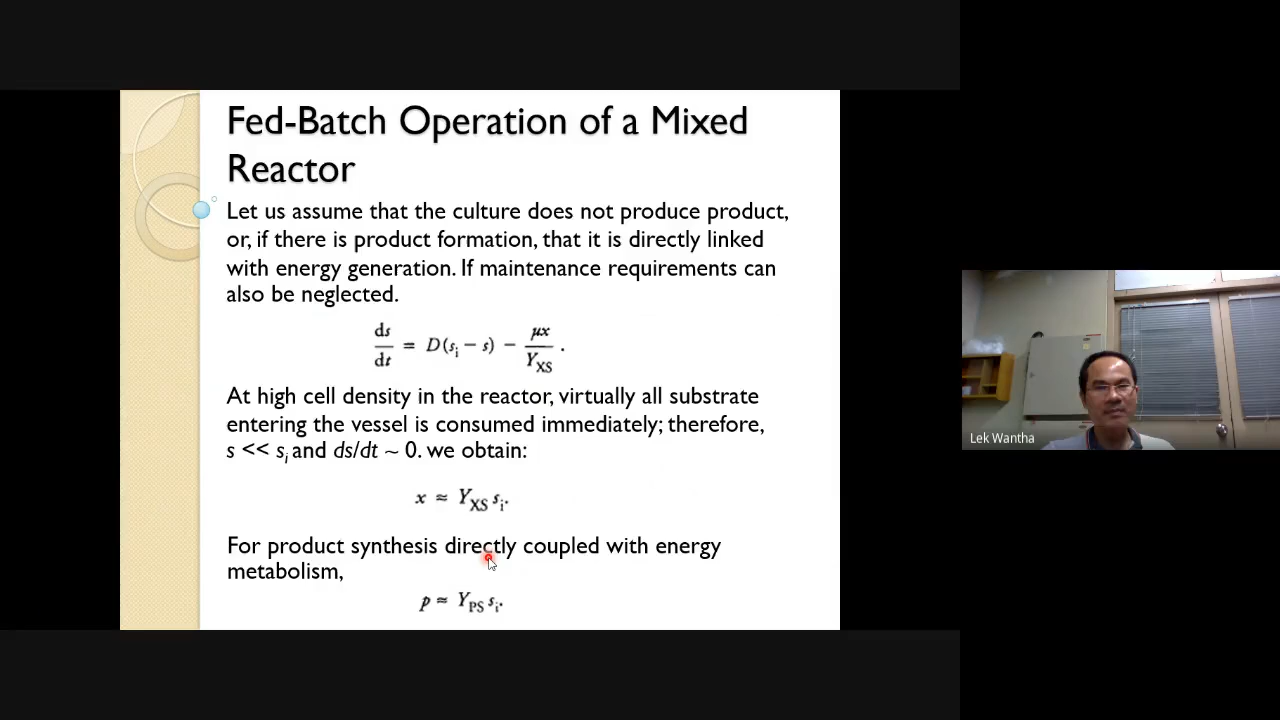 Fed-Batch Operation of a Mixed
Reactor
Let us assume that the culture does not produce product,
or, if there is product formation, that it is directly linked
with energy generation. If maintenance requirements can
also be neglected.
ds/dt = D(sᵢ − s) − μx/Y_XS .
At high cell density in the reactor, virtually all substrate
entering the vessel is consumed immediately; therefore,
s << sᵢ and ds/dt ~ 0. we obtain:
x ≈ Y_XS sᵢ.
For product synthesis directly coupled with energy
metabolism,
p ≈ Y_PS sᵢ.
Lek Wantha